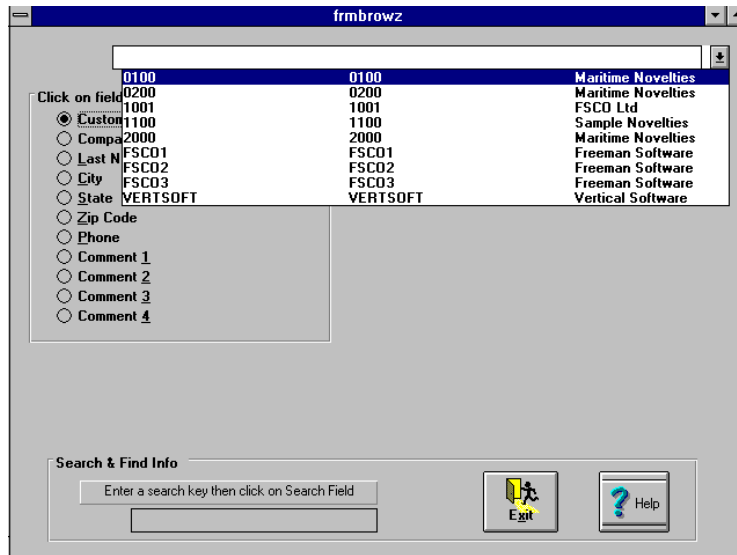 frmbrowz
0100 0100 Maritime Novelties
0200 0200 Maritime Novelties
1001 1001 FSCO Ltd
1100 1100 Sample Novelties
2000 2000 Maritime Novelties
FSCO1 FSCO1 Freeman Software
FSCO2 FSCO2 Freeman Software
FSCO3 FSCO3 Freeman Software
VERTSOFT VERTSOFT Vertical Software
Click on field
Custom
Compa
Last N
City
State
Zip Code
Phone
Comment 1
Comment 2
Comment 3
Comment 4
Search & Find Info
Enter a search key then click on Search Field
Exit
Help